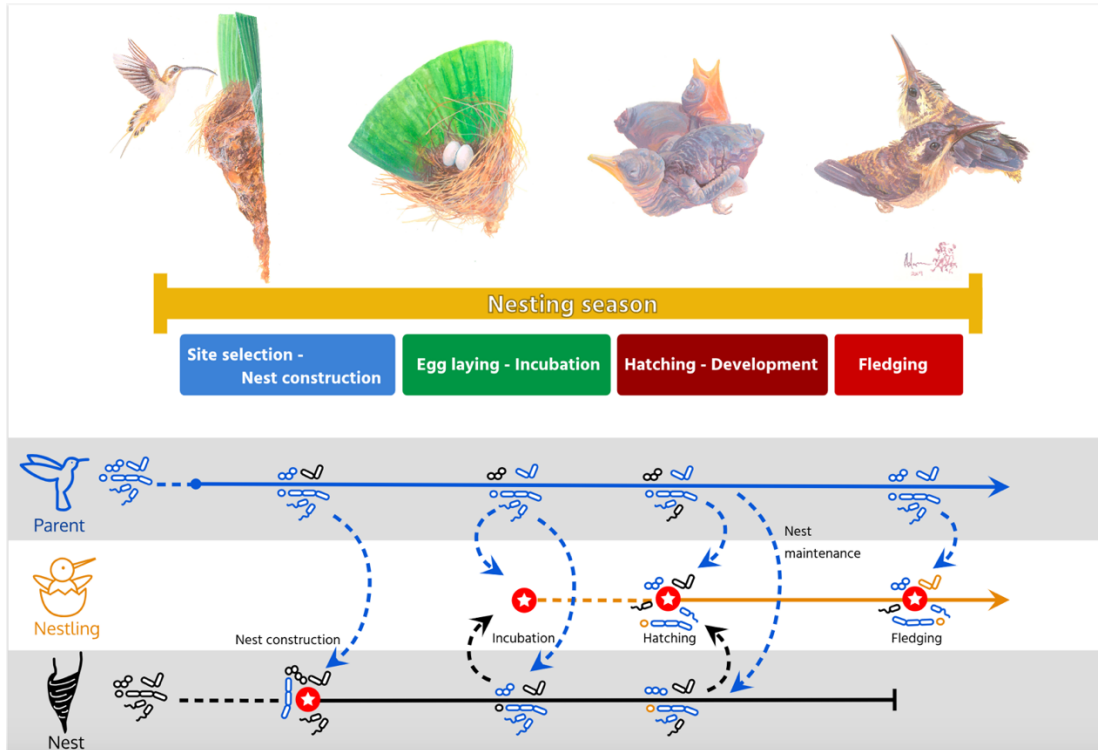 Nesting season
Site selection -
Nest construction
Egg laying - Incubation
Hatching - Development
Fledging
Parent
Nest
maintenance
Nestling
Nest construction
Incubation
Hatching
Fledging
Nest